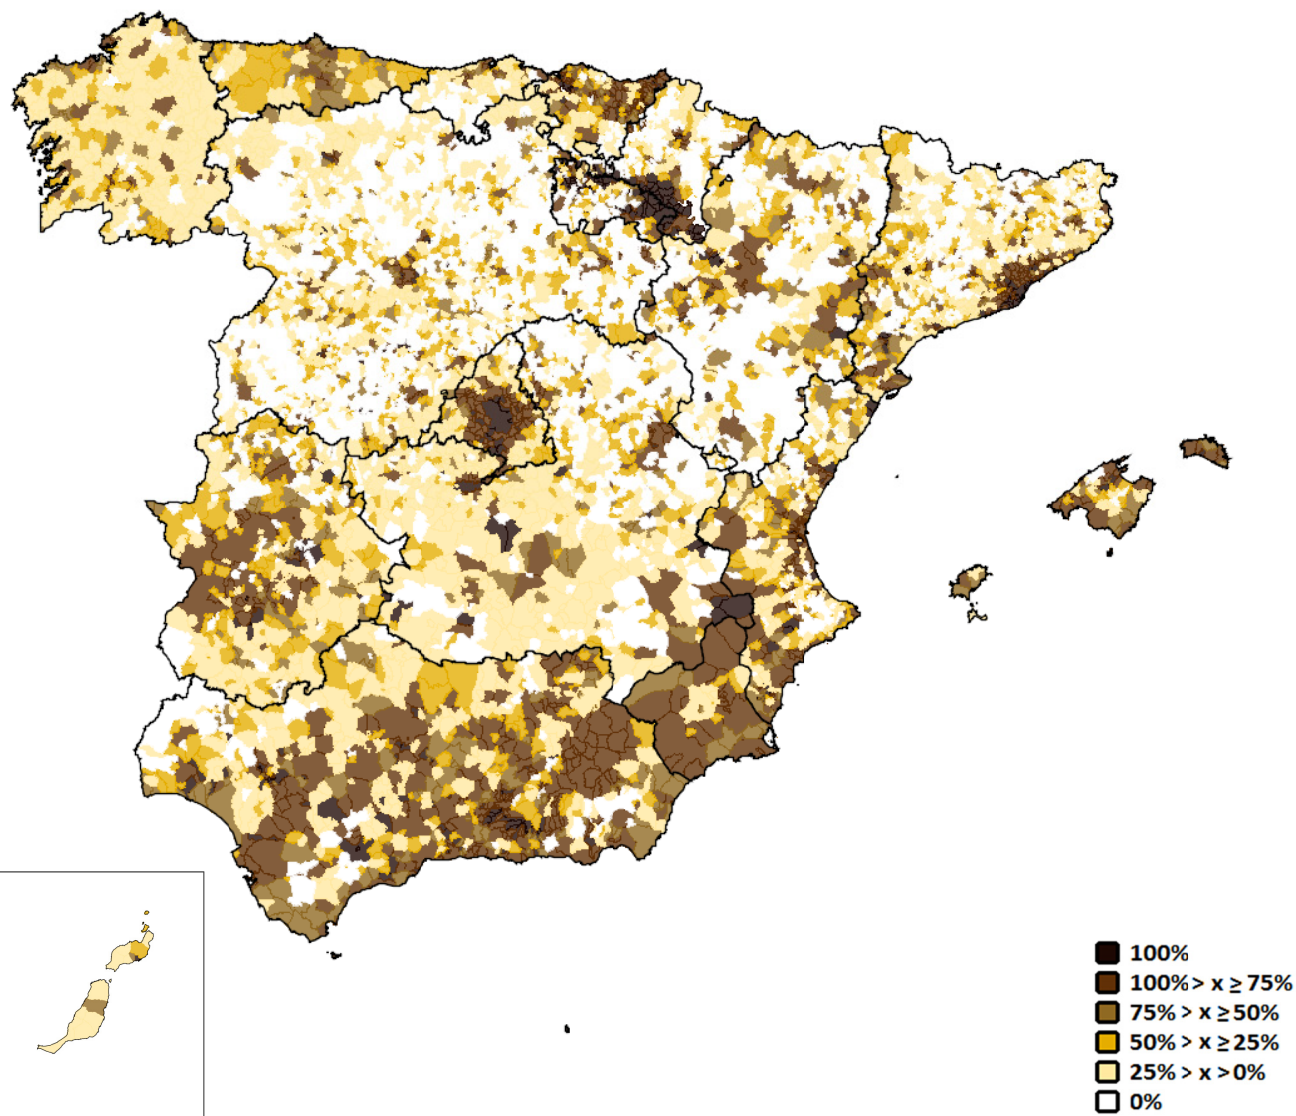 100%
100% > x ≥ 75%
75% > x ≥ 50%
50% > x ≥ 25%
25% > x > 0%
0%